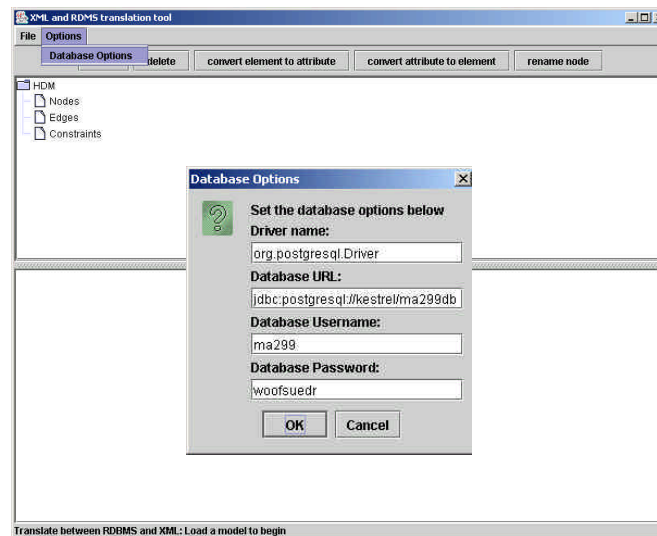 XML and RDMS translation tool
File Options
Database Options
delete convert element to attribute convert attribute to element rename node
HDM
Nodes
Edges
Constraints
Database Options
Set the database options below
Driver name:
org.postgresql.Driver
Database URL:
jdbc:postgresql://kestrel/ma299db
Database Username:
ma299
Database Password:
woofsuedr
OK Cancel
Translate between RDBMS and XML: Load a model to begin